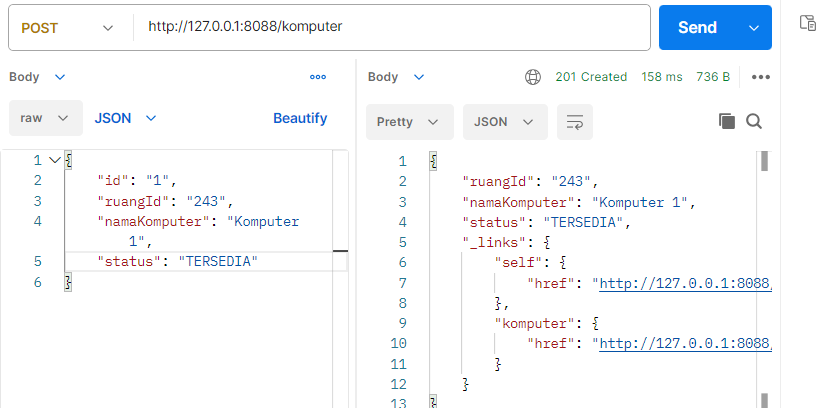 POST http://127.0.0.1:8088/komputer Send
Body
raw JSON Beautify
1 {
2 "id": "1",
3 "ruangId": "243",
4 "namaKomputer": "Komputer
1",
5 "status": "TERSEDIA"
6 }
Body 201 Created 158 ms 736 B
Pretty JSON
1 {
2 "ruangId": "243",
3 "namaKomputer": "Komputer 1",
4 "status": "TERSEDIA",
5 "_links": {
6 "self": {
7 "href": "http://127.0.0.1:8088/
8 },
9 "komputer": {
10 "href": "http://127.0.0.1:8088/
11 }
12 }
13 }